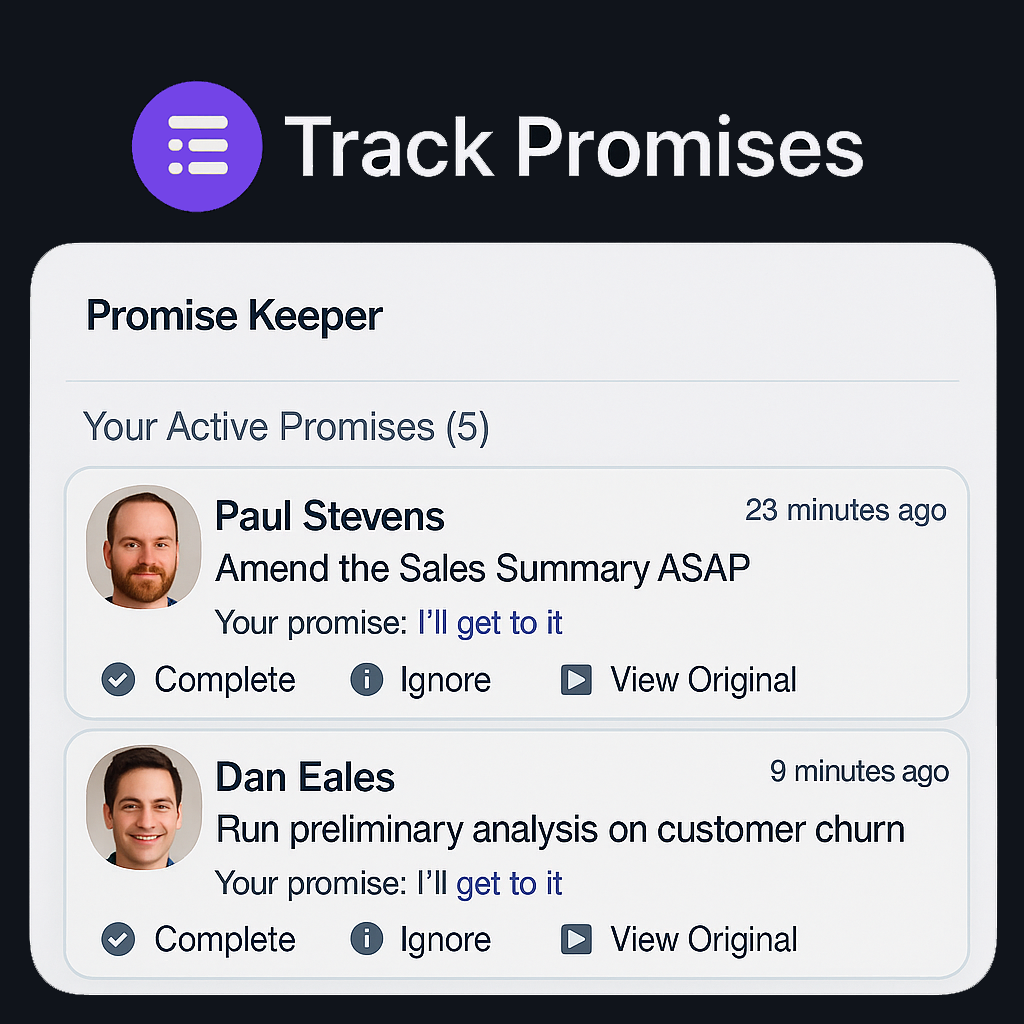 Track Promises
Promise Keeper
Your Active Promises (5)
Paul Stevens
23 minutes ago
Amend the Sales Summary ASAP
Your promise: I’ll get to it
Complete Ignore View Original
Dan Eales
9 minutes ago
Run preliminary analysis on customer churn
Your promise: I’ll get to it
Complete Ignore View Original